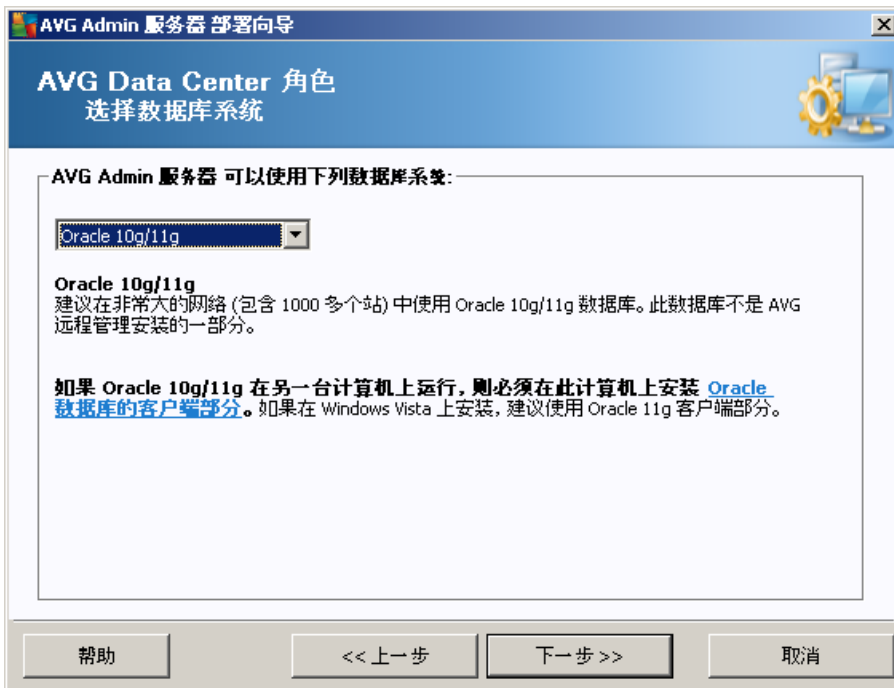 AVG Admin 服务器 部署向导
AVG Data Center 角色
选择数据库系统
AVG Admin 服务器 可以使用下列数据库系统:
Oracle 10g/11g
Oracle 10g/11g
建议在非常大的网络 (包含 1000 多个站) 中使用 Oracle 10g/11g 数据库。此数据库不是 AVG
远程管理安装的一部分。
如果 Oracle 10g/11g 在另一台计算机上运行, 则必须在此计算机上安装 Oracle
数据库的客户端部分。如果在 Windows Vista 上安装, 建议使用 Oracle 11g 客户端部分。
帮助
<< 上一步
下一步 >>
取消